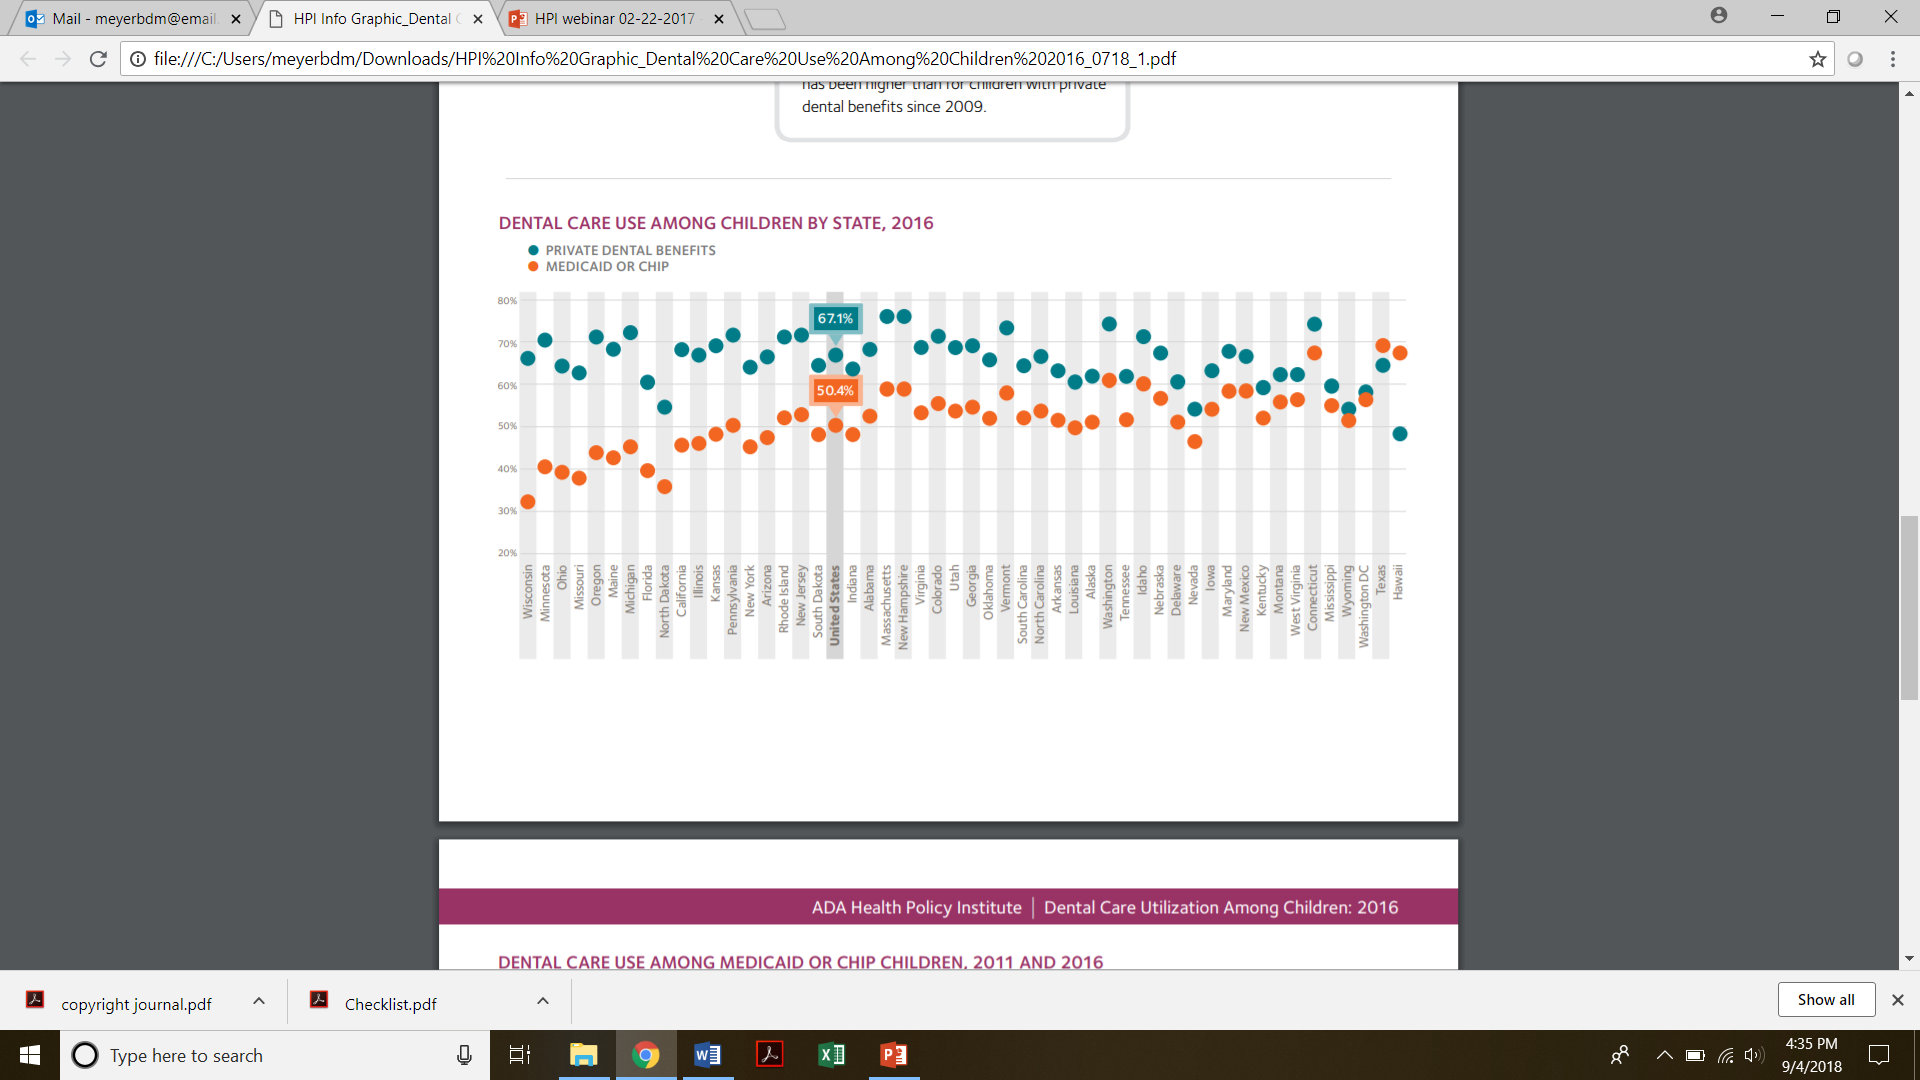 Mail - meyerbdm@email.
HPI Info Graphic_Dental C
HPI webinar 02-22-2017 -
file:///C:/Users/meyerbdm/Downloads/HPI%20Info%20Graphic_Dental%20Care%20Use%20Among%20Children%202016_0718_1.pdf
has been higher than for children with private
dental benefits since 2009.
DENTAL CARE USE AMONG CHILDREN BY STATE, 2016
PRIVATE DENTAL BENEFITS
MEDICAID OR CHIP
80%
70%
60%
50%
40%
30%
20%
67.1%
50.4%
Wisconsin
Minnesota
Ohio
Missouri
Oregon
Maine
Michigan
Florida
North Dakota
California
Illinois
Kansas
Pennsylvania
New York
Arizona
Rhode Island
New Jersey
South Dakota
United States
Indiana
Alabama
Massachusetts
New Hampshire
Virginia
Colorado
Utah
Georgia
Oklahoma
Vermont
South Carolina
North Carolina
Arkansas
Louisiana
Alaska
Washington
Tennessee
Idaho
Nebraska
Delaware
Nevada
Iowa
Maryland
New Mexico
Kentucky
Montana
West Virginia
Connecticut
Mississippi
Wyoming
Washington DC
Texas
Hawaii
ADA Health Policy Institute | Dental Care Utilization Among Children: 2016
DENTAL CARE USE AMONG MEDICAID OR CHIP CHILDREN, 2011 AND 2016
copyright journal.pdf
Checklist.pdf
Show all
Type here to search
4:35 PM
9/4/2018